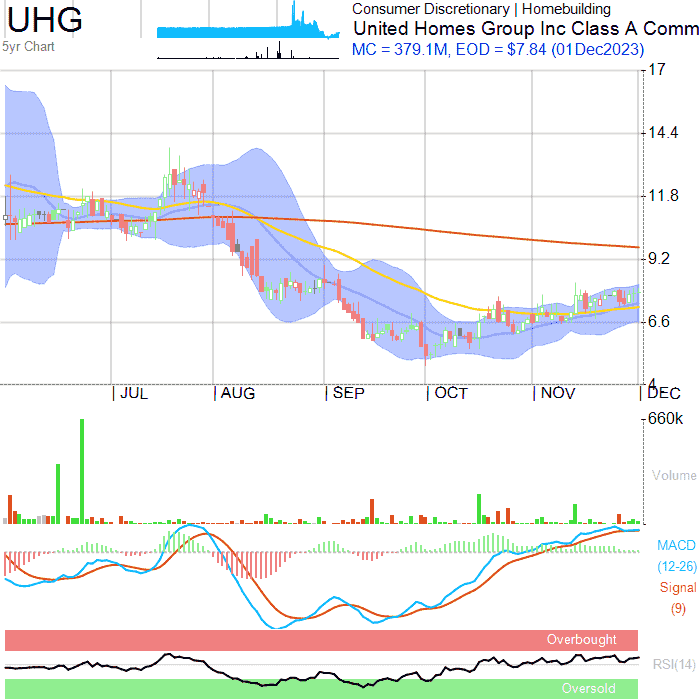 UHG
5yr Chart
Consumer Discretionary | Homebuilding
United Homes Group Inc Class A Comm
MC = 379.1M, EOD = $7.84 (01Dec2023)
17
14.4
11.8
9.2
6.6
4
JUL AUG SEP OCT NOV DEC
660k
Volume
MACD
(12-26)
Signal
(9)
Overbought
RSI(14)
Oversold